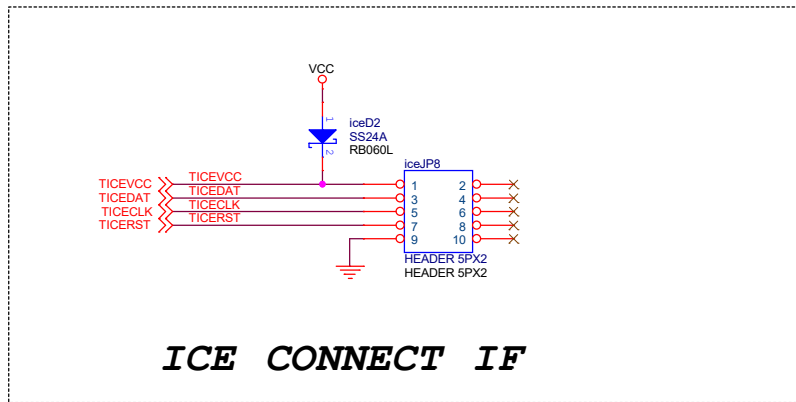 VCC
1
iceD2
SS24A
RB060L
2
iceJP8
TICEVCC TICEVCC 1 2
TICEDAT TICEDAT 3 4
TICECLK TICECLK 5 6
TICERST TICERST 7 8
9 10
HEADER 5PX2
HEADER 5PX2
ICE CONNECT IF